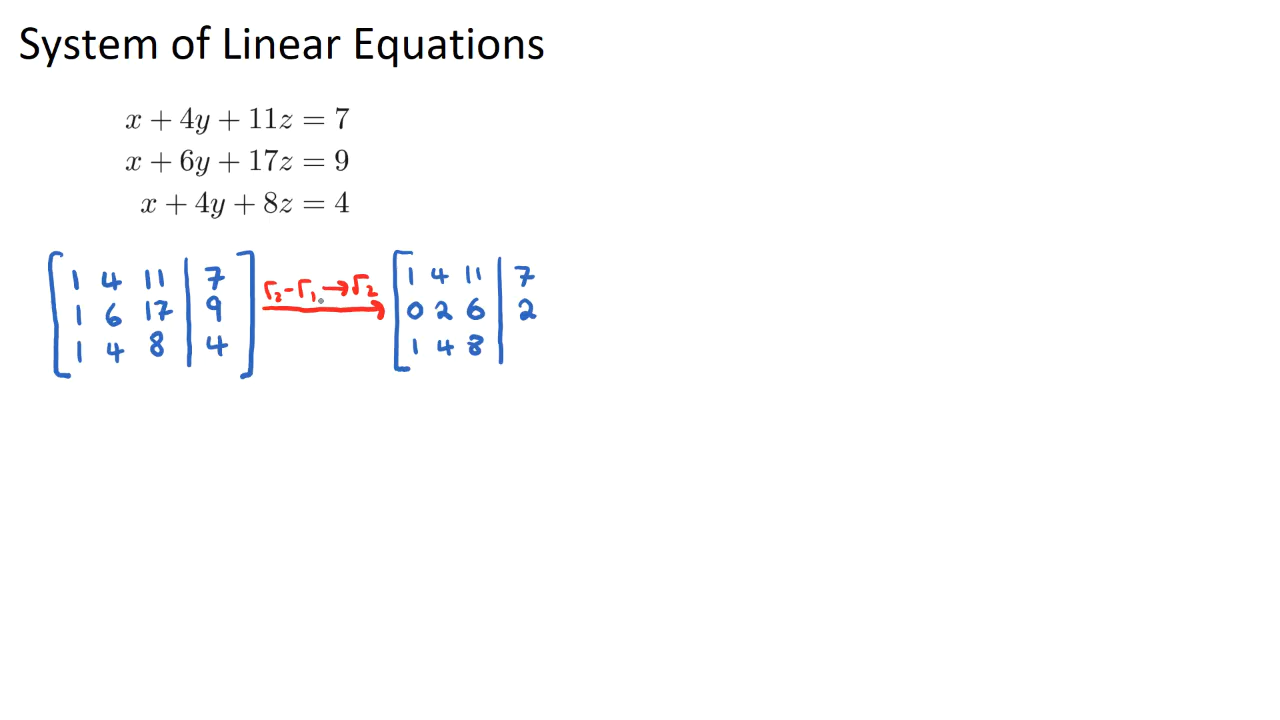 System of Linear Equations
x + 4y + 11z = 7
x + 6y + 17z = 9
x + 4y + 8z = 4
[ 1 4 11 | 7 ] r₂ - r₁ → r₂ [ 1 4 11 | 7
1 6 17 | 9 0 2 6 | 2
1 4 8 | 4 1 4 8 |